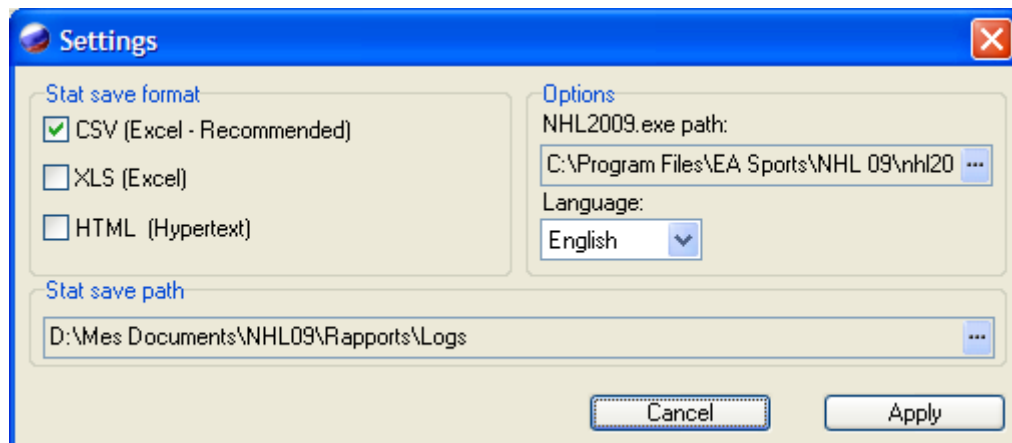 Settings
Stat save format
CSV (Excel - Recommended)
XLS (Excel)
HTML (Hypertext)
Options
NHL2009.exe path:
C:\Program Files\EA Sports\NHL 09\nhl20 ...
Language:
English
Stat save path
D:\Mes Documents\NHL09\Rapports\Logs ...
Cancel Apply